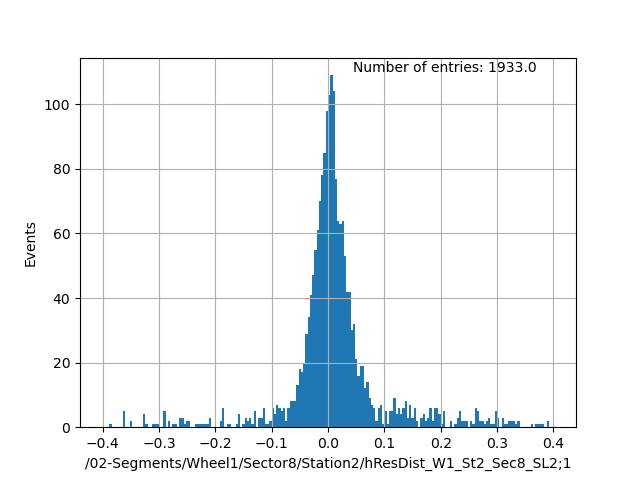 Number of entries: 1933.0
Events
100
80
60
40
20
0
−0.4 −0.3 −0.2 −0.1 0.0 0.1 0.2 0.3 0.4
/02-Segments/Wheel1/Sector8/Station2/hResDist_W1_St2_Sec8_SL2;1